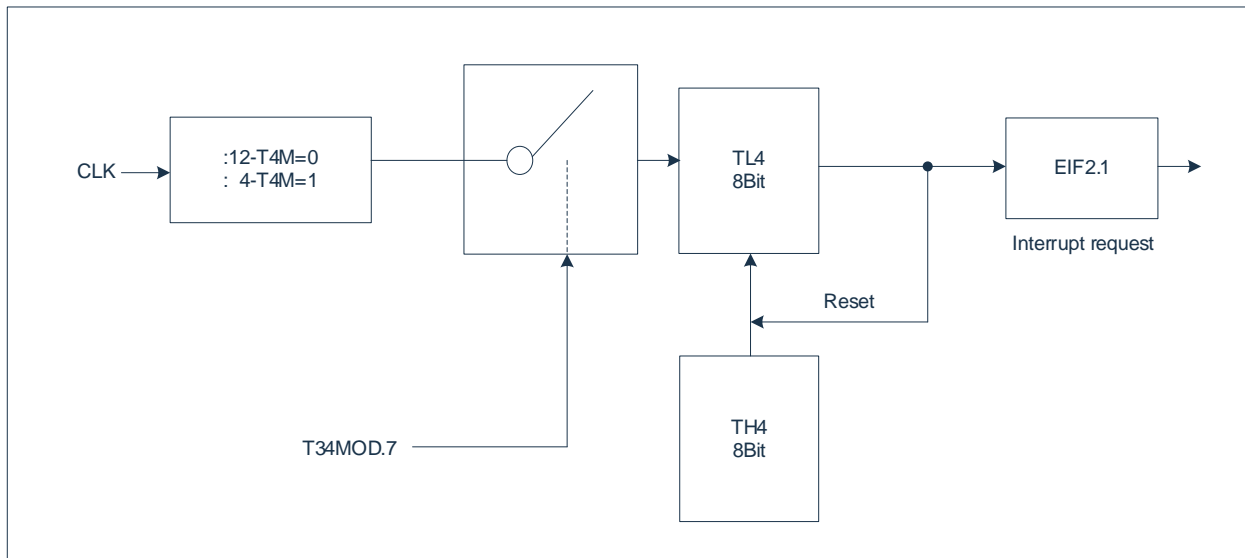 CLK
:12-T4M=0
:  4-T4M=1
TL4
8Bit
EIF2.1
Interrupt request
Reset
TH4
8Bit
T34MOD.7